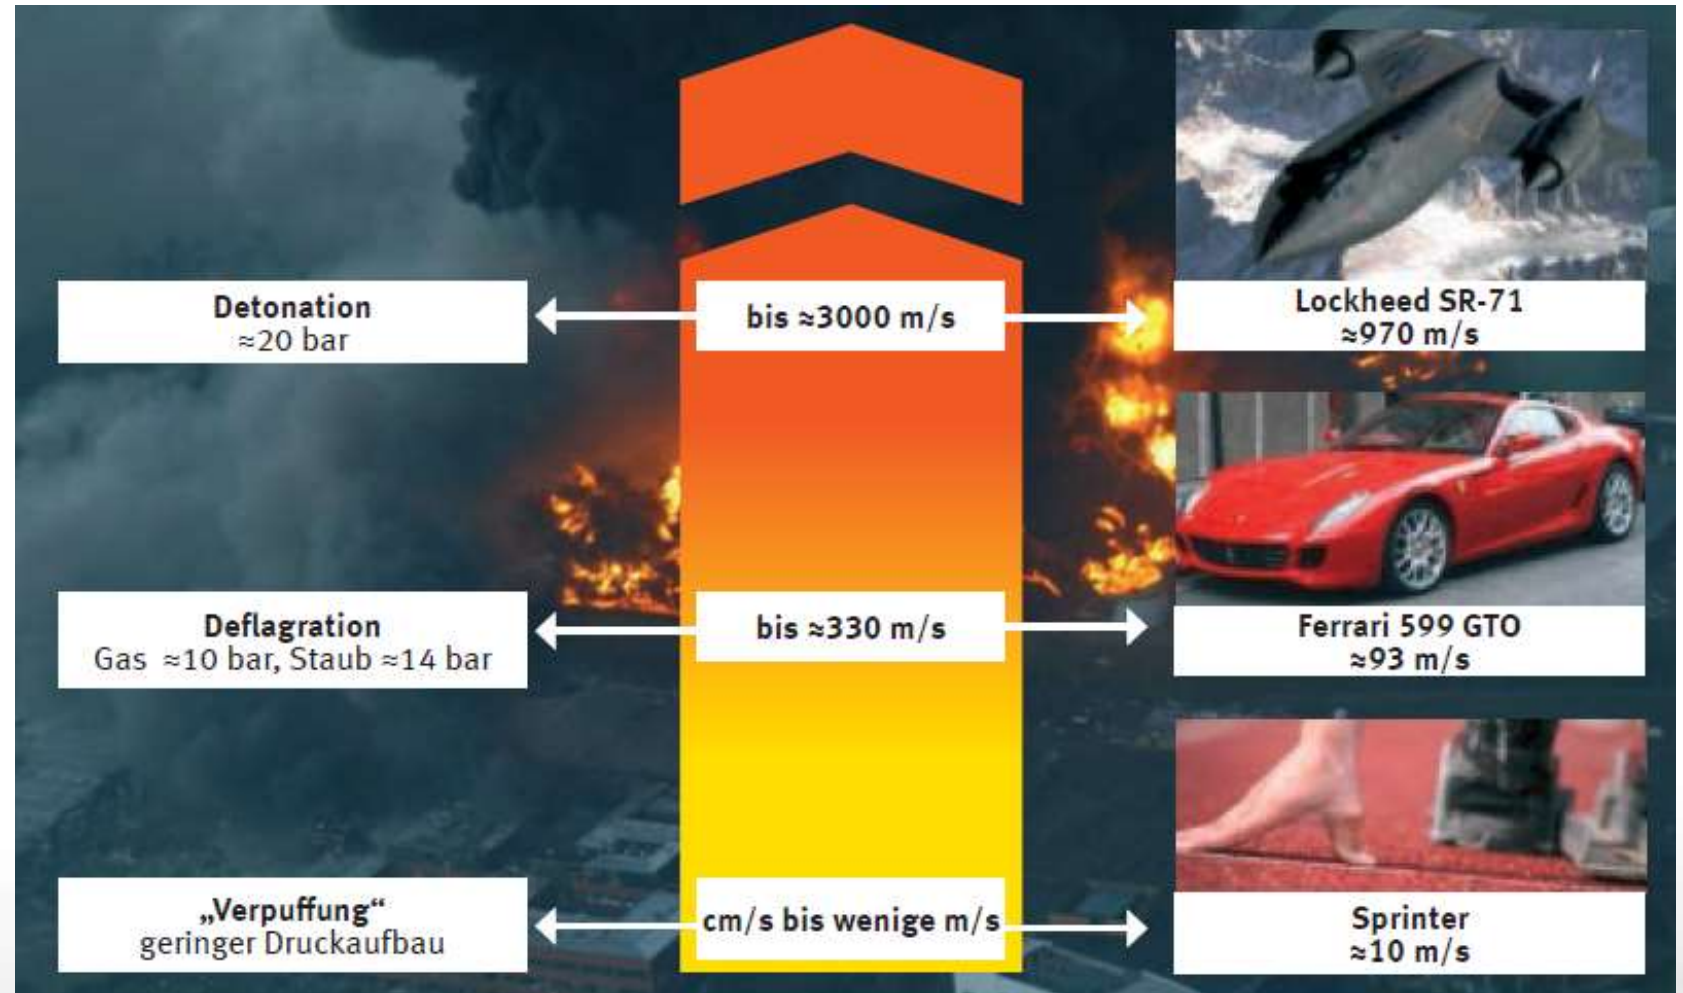 Detonation
≈20 bar
bis ≈3000 m/s
Lockheed SR-71
≈970 m/s
Deflagration
Gas ≈10 bar, Staub ≈14 bar
bis ≈330 m/s
Ferrari 599 GTO
≈93 m/s
„Verpuffung“
geringer Druckaufbau
cm/s bis wenige m/s
Sprinter
≈10 m/s